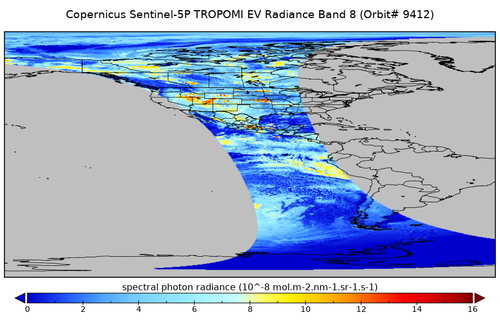 Copernicus Sentinel-5P TROPOMI EV Radiance Band 8 (Orbit# 9412)
spectral photon radiance (10^-8 mol.m-2.nm-1.sr-1.s-1)
0 2 4 6 8 10 12 14 16